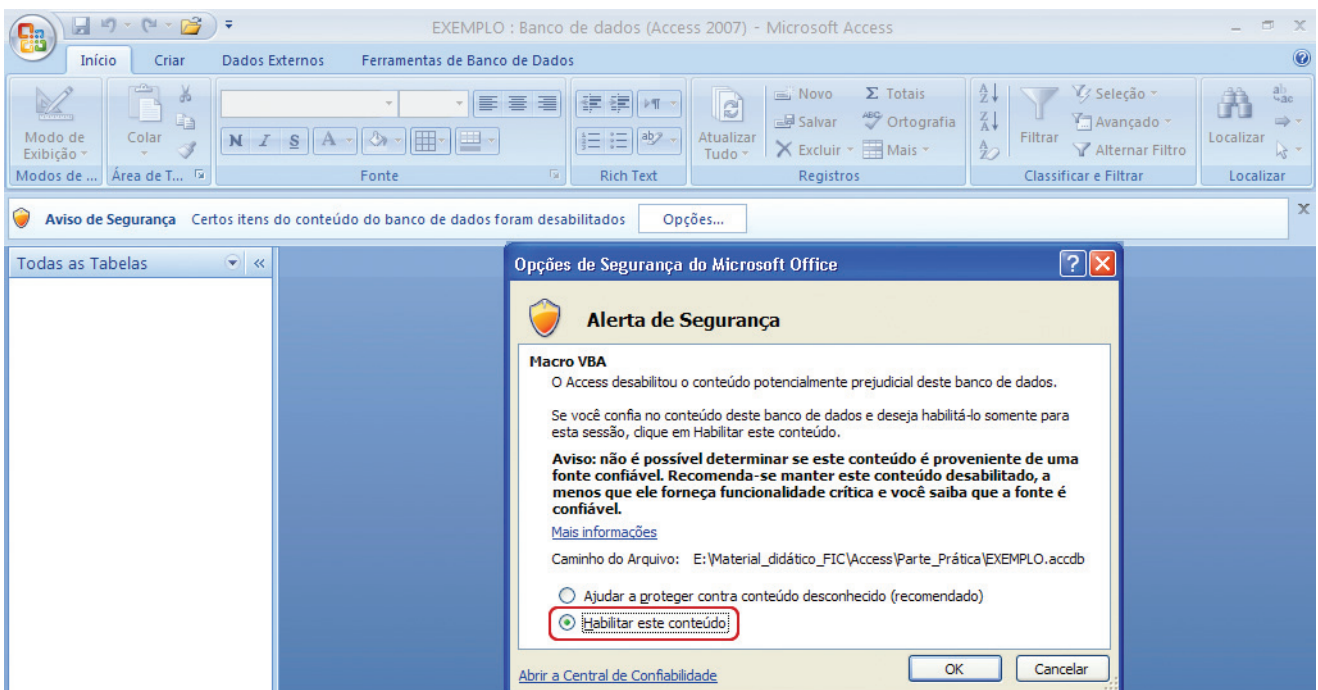 EXEMPLO : Banco de dados (Access 2007) - Microsoft Access
Início Criar Dados Externos Ferramentas de Banco de Dados
Modo de Exibição
Colar
N I S A
ab
Atualizar Tudo
Novo
Salvar
Excluir
Σ Totais
Ortografia
Mais
Filtrar
Seleção
Avançado
Alternar Filtro
Localizar
Modos de ... Área de T... Fonte Rich Text Registros Classificar e Filtrar Localizar
Aviso de Segurança Certos itens do conteúdo do banco de dados foram desabilitados Opções...
Todas as Tabelas
Opções de Segurança do Microsoft Office
Alerta de Segurança
Macro VBA
O Access desabilitou o conteúdo potencialmente prejudicial deste banco de dados.
Se você confia no conteúdo deste banco de dados e deseja habilitá-lo somente para
esta sessão, clique em Habilitar este conteúdo.
Aviso: não é possível determinar se este conteúdo é proveniente de uma
fonte confiável. Recomenda-se manter este conteúdo desabilitado, a
menos que ele forneça funcionalidade crítica e você saiba que a fonte é
confiável.
Mais informações
Caminho do Arquivo: E:\Material_didático_FIC\Access\Parte_Prática\EXEMPLO.accdb
Ajudar a proteger contra conteúdo desconhecido (recomendado)
Habilitar este conteúdo
Abrir a Central de Confiabilidade OK Cancelar